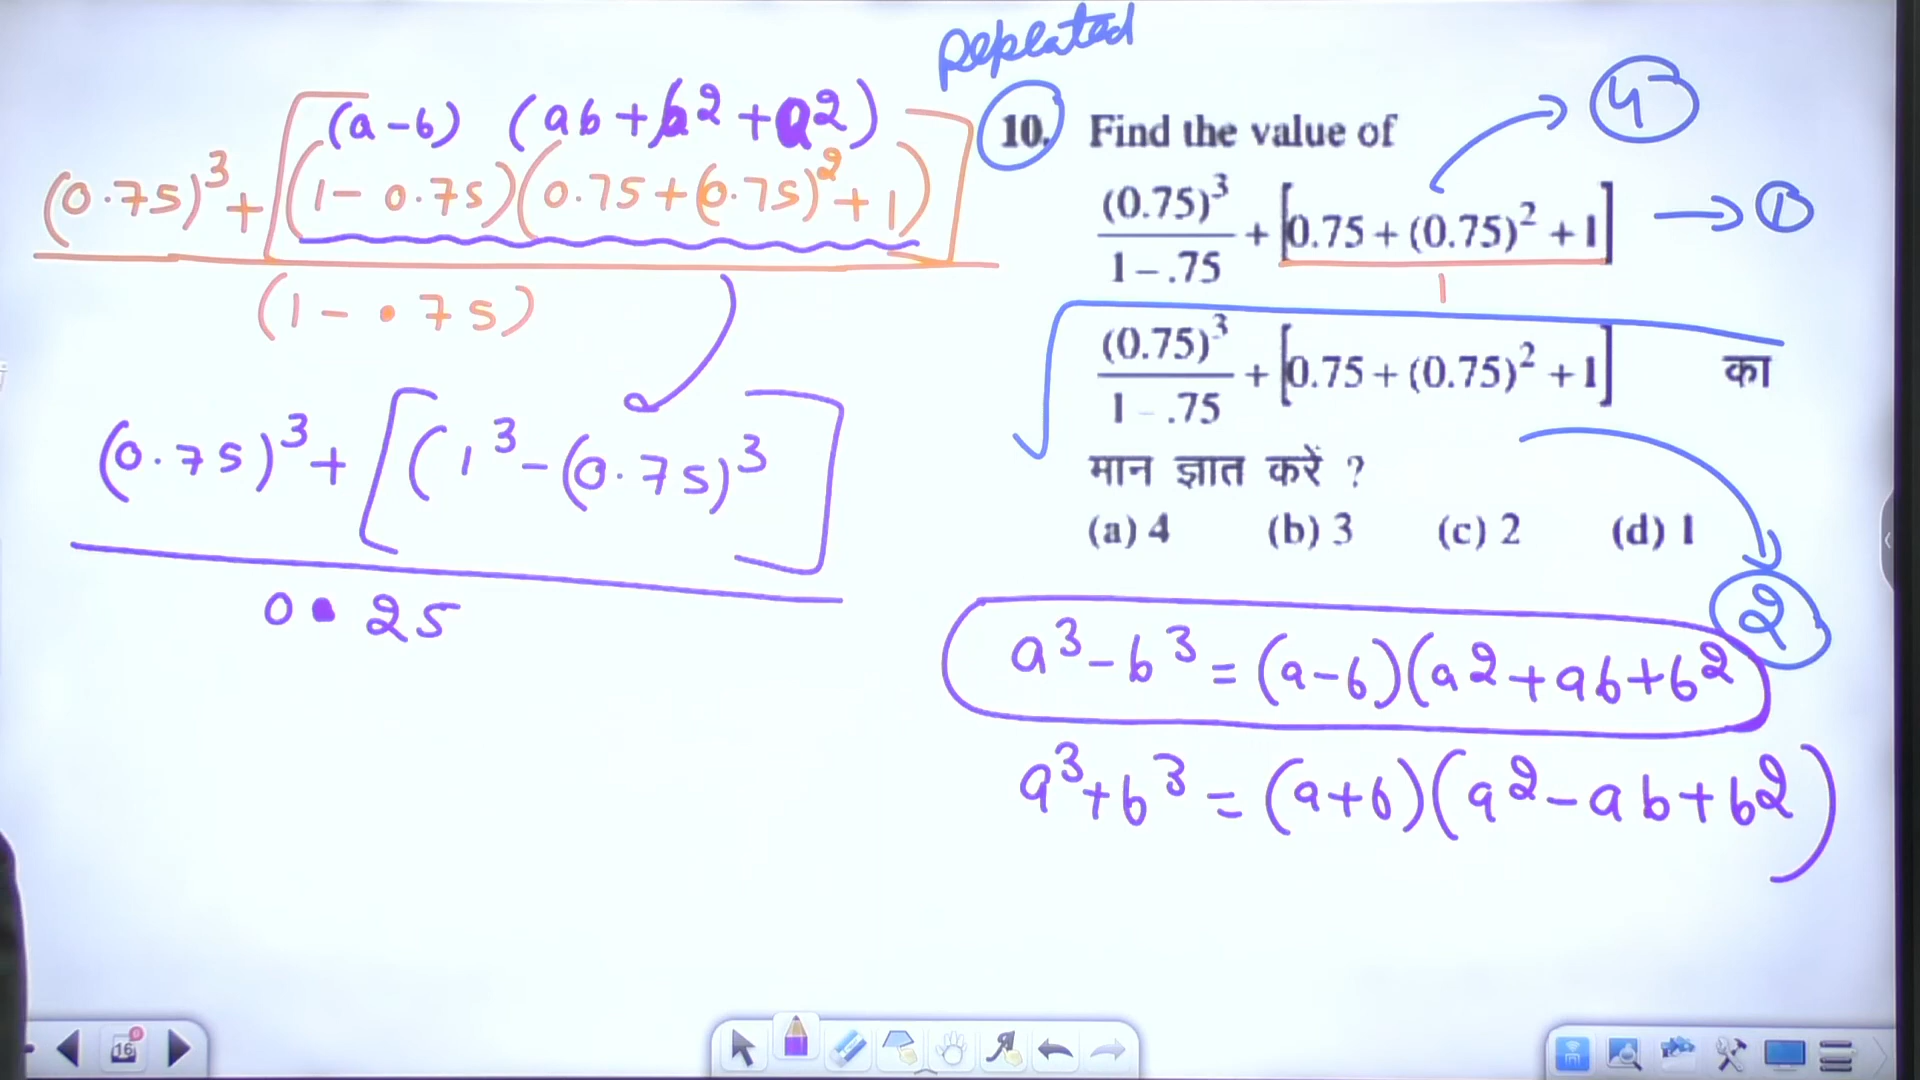 repeated
(a-b) (ab+b2+a2)
(0.75)³+[(1-0.75)(0.75+(0.75)²+1)]
(1-.75)
(0.75)³+[(1³-(0.75)³]
0.25
10. Find the value of
(0.75)³ / 1-.75 + [0.75+(0.75)² +1] → ①
④
1
(0.75)³ / 1-.75 + [0.75+(0.75)² +1] का
मान ज्ञात करें ?
(a) 4 (b) 3 (c) 2 (d) 1
②
a³-b³=(a-b)(a2+ab+b2
a³+b³=(a+b)(a2-ab+b2)
16